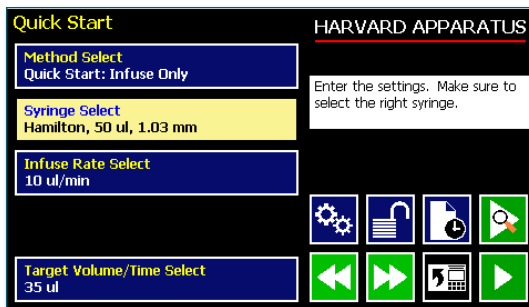 Quick Start
HARVARD APPARATUS
Method Select
Quick Start: Infuse Only
Enter the settings. Make sure to
select the right syringe.
Syringe Select
Hamilton, 50 ul, 1.03 mm
Infuse Rate Select
10 ul/min
Target Volume/Time Select
35 ul